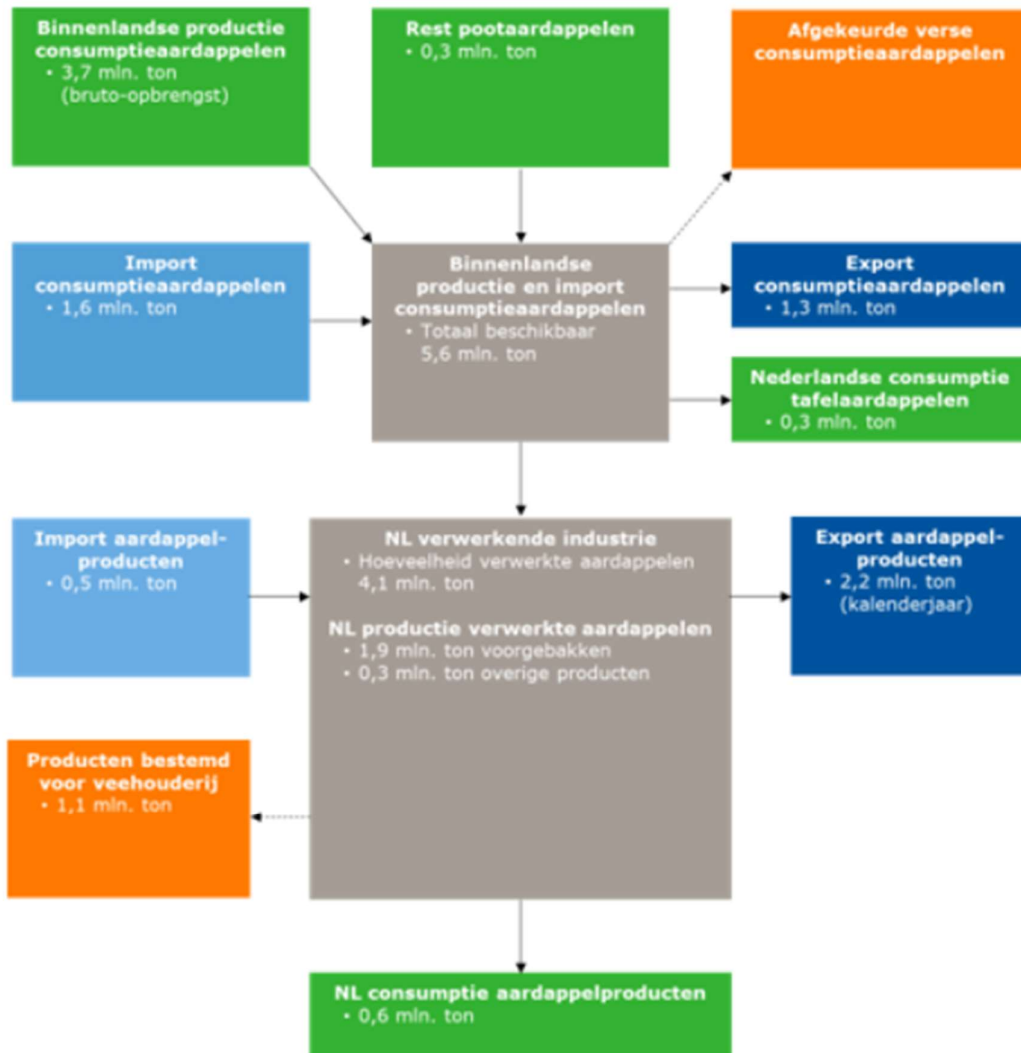 Binnenlandse productie
consumptieaardappelen
• 3,7 mln. ton
(bruto-opbrengst)
Rest pootaardappelen
• 0,3 mln. ton
Afgekeurde verse
consumptieaardappelen
Import
consumptieaardappelen
• 1,6 mln. ton
Binnenlandse
productie en import
consumptieaardappelen
• Totaal beschikbaar
5,6 mln. ton
Export
consumptieaardappelen
• 1,3 mln. ton
Nederlandse consumptie
tafelaardappelen
• 0,3 mln. ton
Import aardappel-
producten
• 0,5 mln. ton
NL verwerkende industrie
• Hoeveelheid verwerkte aardappelen
4,1 mln. ton
NL productie verwerkte aardappelen
• 1,9 mln. ton voorgebakken
• 0,3 mln. ton overige producten
Export aardappel-
producten
• 2,2 mln. ton
(kalenderjaar)
Producten bestemd
voor veehouderij
• 1,1 mln. ton
NL consumptie aardappelproducten
• 0,6 mln. ton